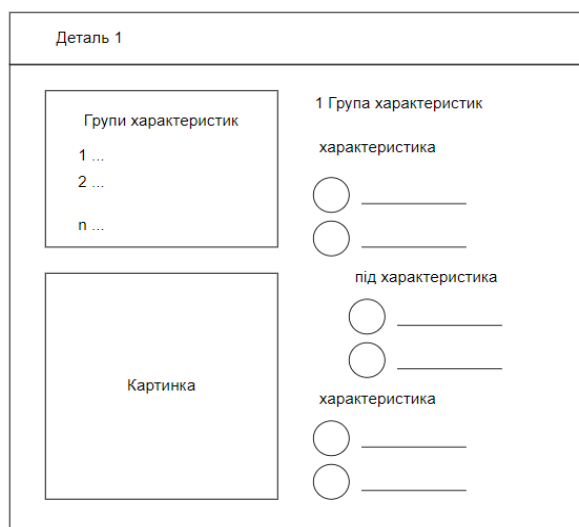 Деталь 1
Групи характеристик
1 ...
2 ...
n ...
Картинка
1 Група характеристик
характеристика
під характеристика
характеристика